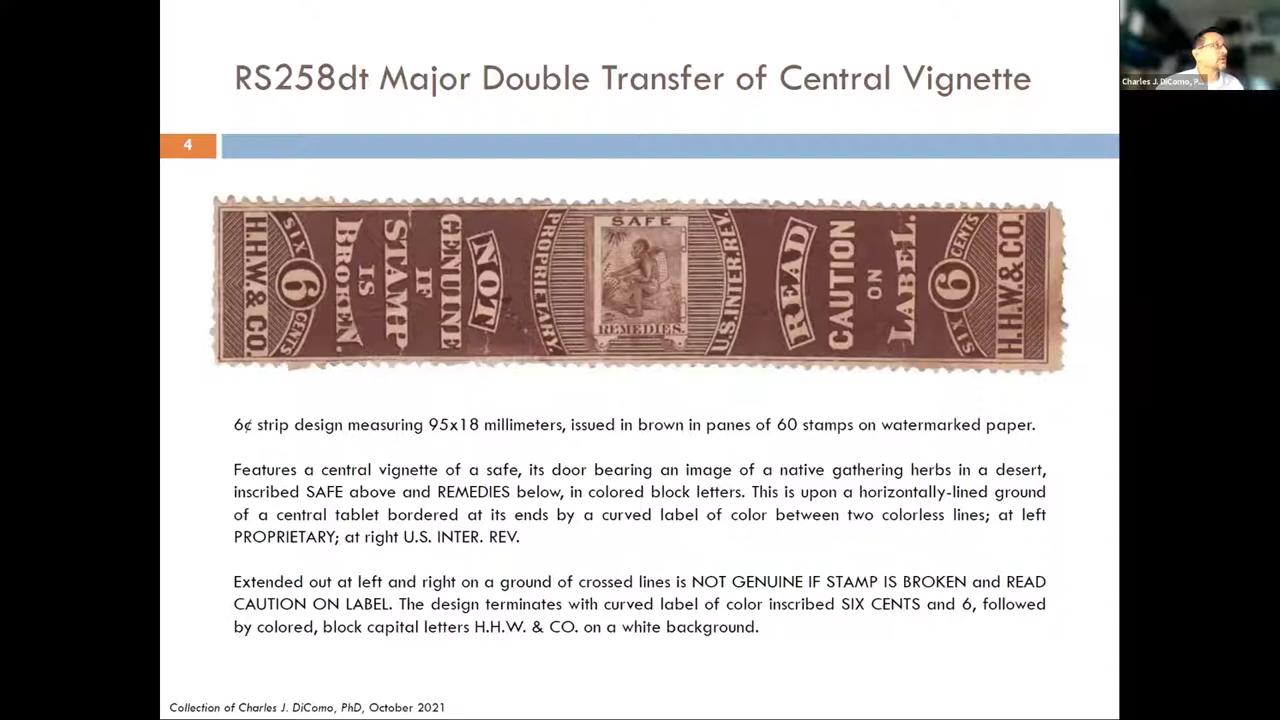 RS258dt Major Double Transfer of Central Vignette
Charles J. DiComo, P...
4
H.H.W. & CO.
SIX
6
CENTS
NOT
GENUINE
IF
STAMP
IS
BROKEN.
PROPRIETARY.
SAFE
REMEDIES.
U.S. INTER. REV.
READ
CAUTION
ON
LABEL.
SIX
6
CENTS
H.H.W. & CO.
6¢ strip design measuring 95x18 millimeters, issued in brown in panes of 60 stamps on watermarked paper.
Features a central vignette of a safe, its door bearing an image of a native gathering herbs in a desert,
inscribed SAFE above and REMEDIES below, in colored block letters. This is upon a horizontally-lined ground
of a central tablet bordered at its ends by a curved label of color between two colorless lines; at left
PROPRIETARY; at right U.S. INTER. REV.
Extended out at left and right on a ground of crossed lines is NOT GENUINE IF STAMP IS BROKEN and READ
CAUTION ON LABEL. The design terminates with curved label of color inscribed SIX CENTS and 6, followed
by colored, block capital letters H.H.W. & CO. on a white background.
Collection of Charles J. DiComo, PhD, October 2021